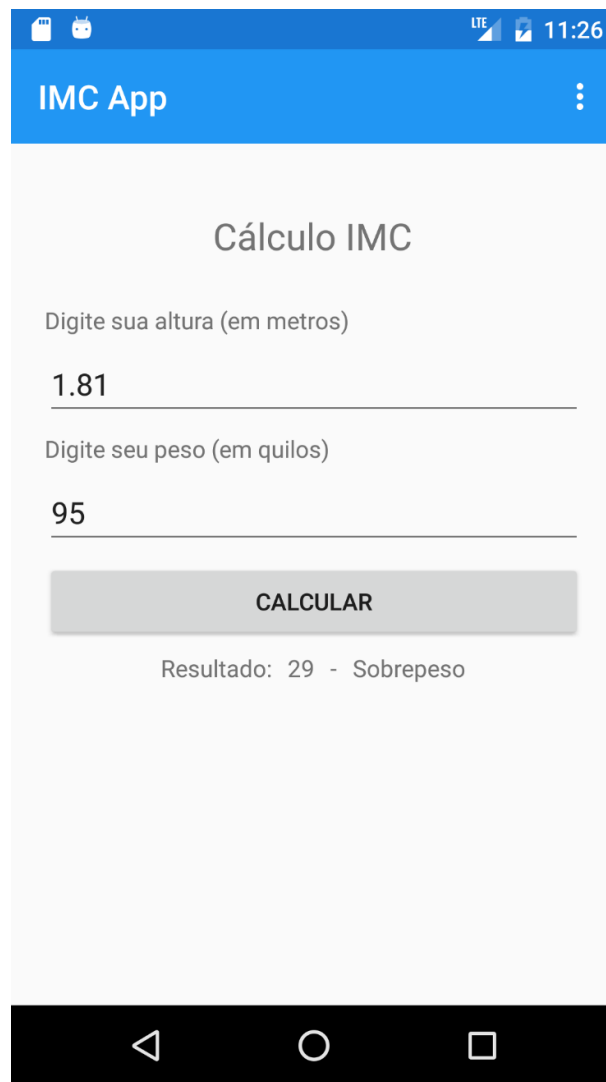 LTE 11:26
IMC App
Cálculo IMC
Digite sua altura (em metros)
1.81
Digite seu peso (em quilos)
95
CALCULAR
Resultado: 29 - Sobrepeso